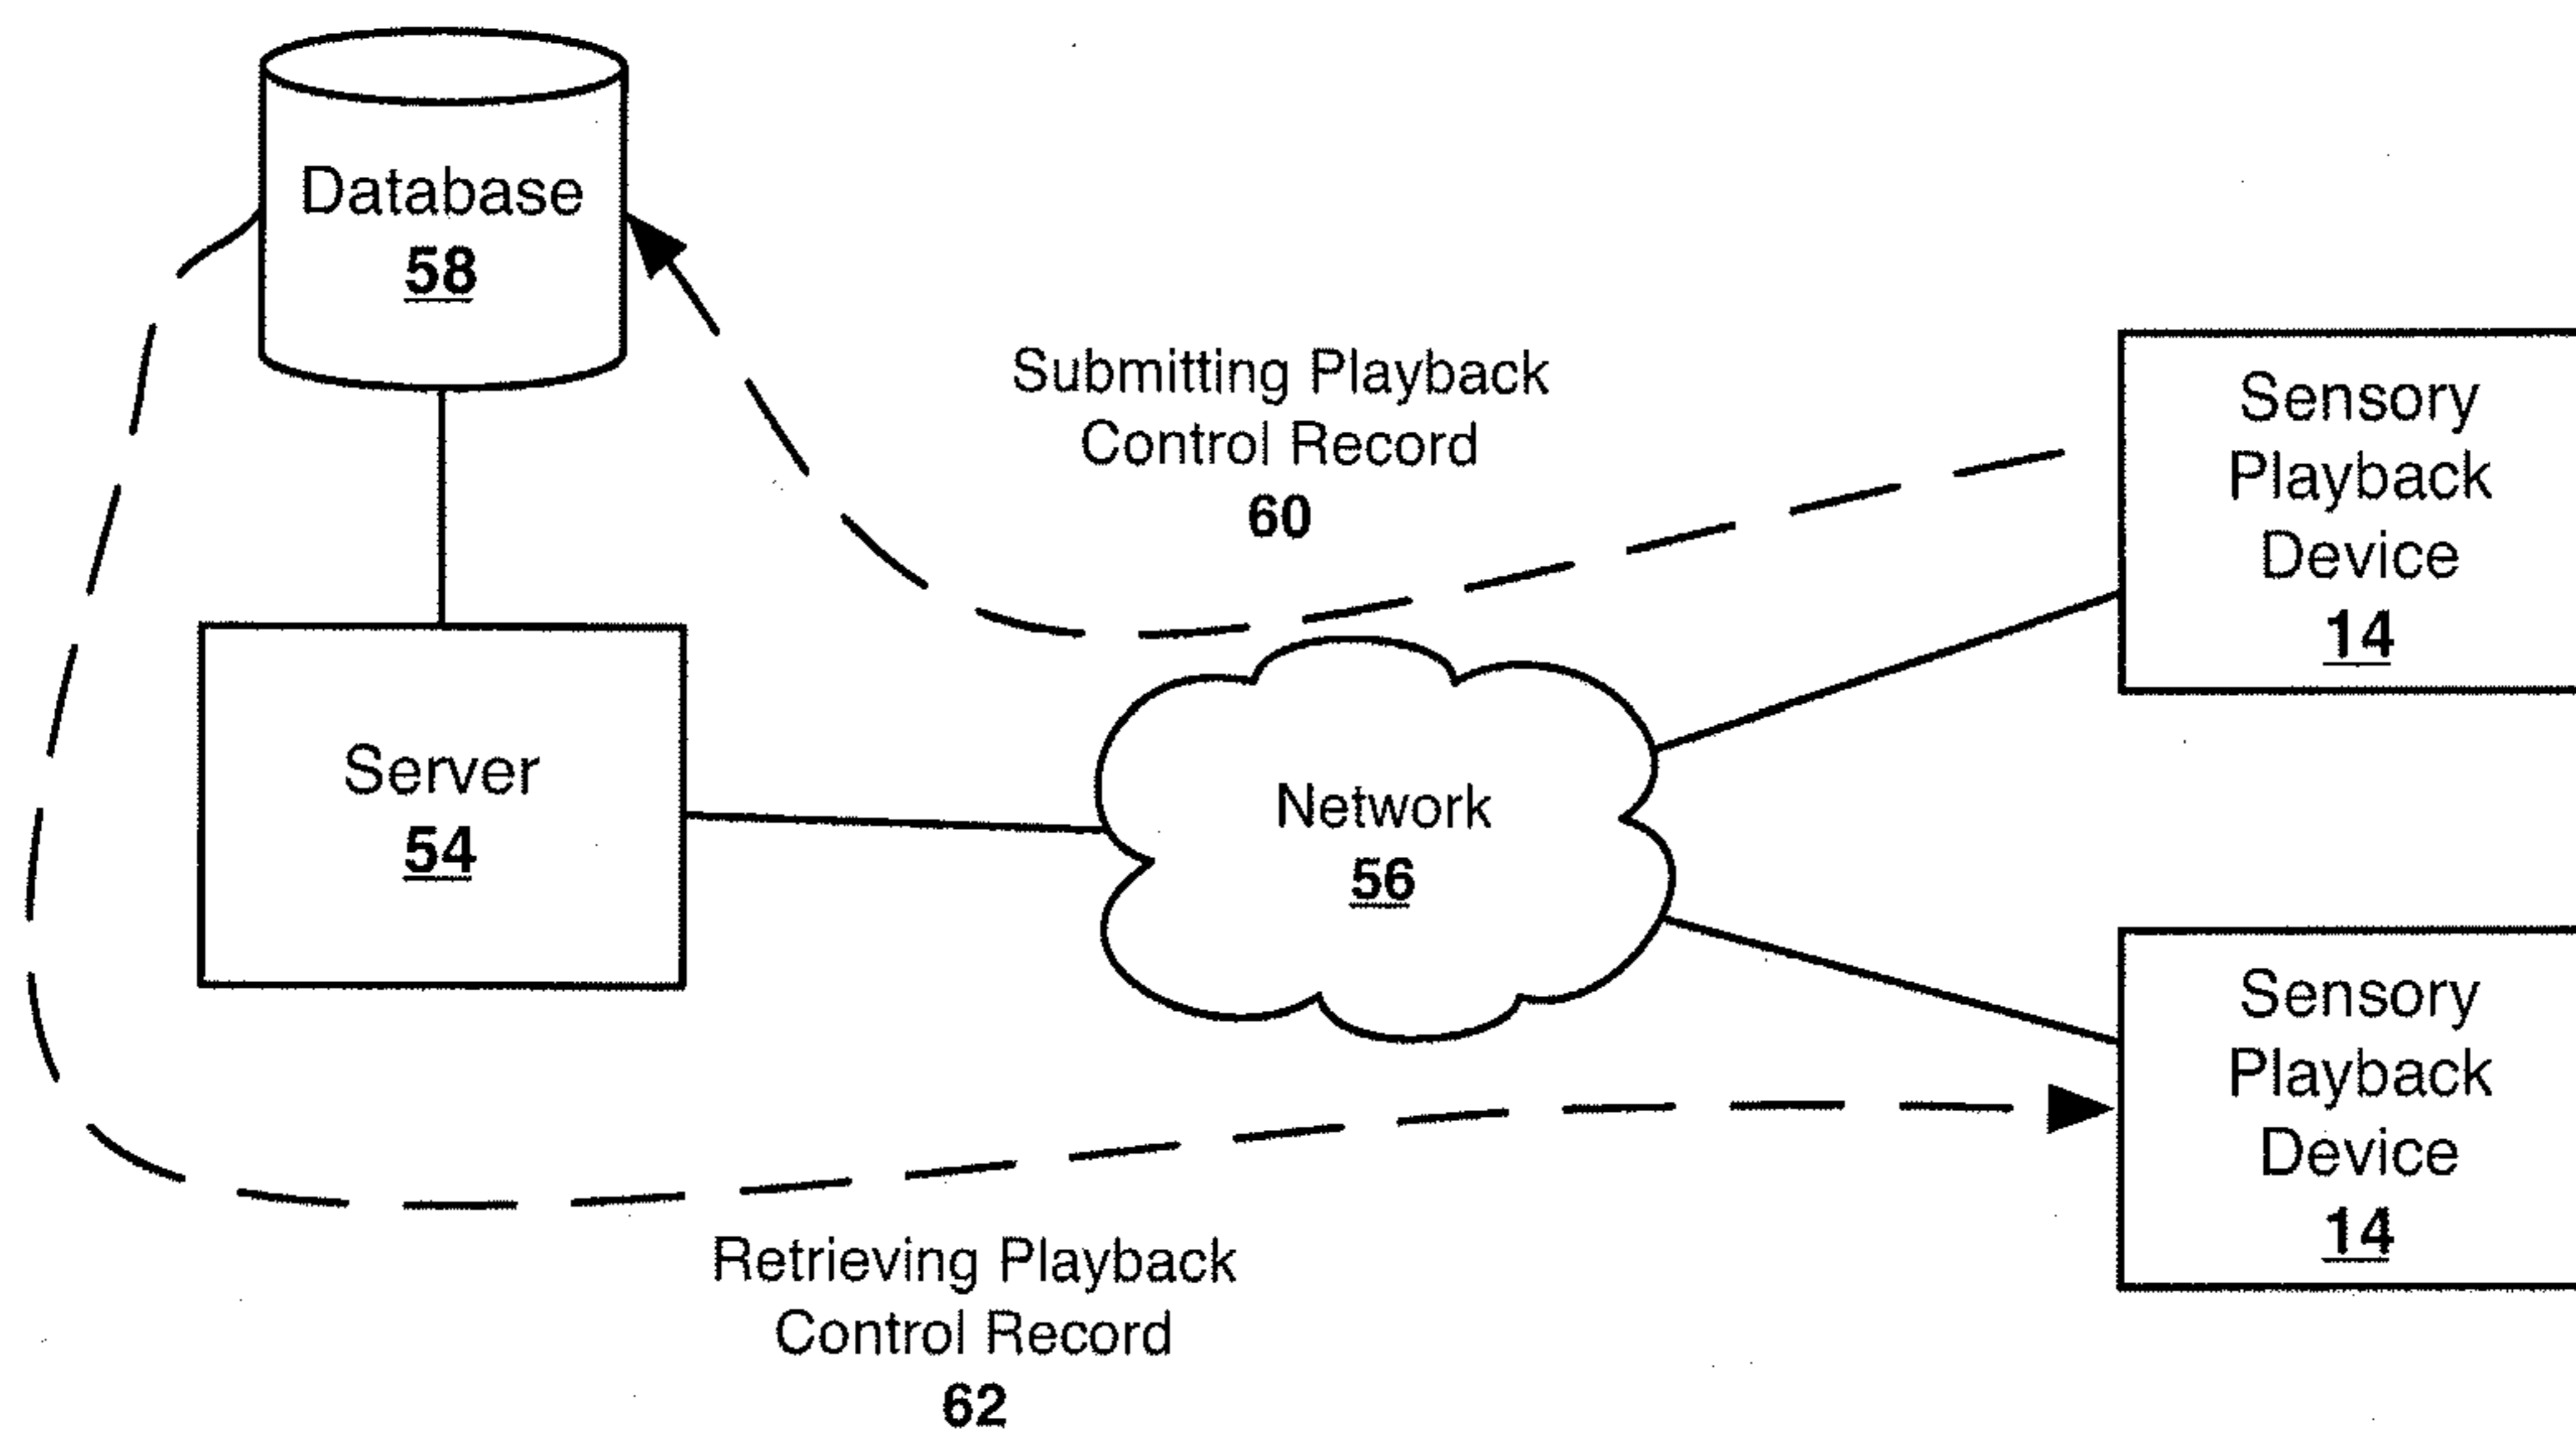 Database
58
Submitting Playback
Control Record
60
Sensory
Playback
Device
14
Server
54
Network
56
Sensory
Playback
Device
14
Retrieving Playback
Control Record
62